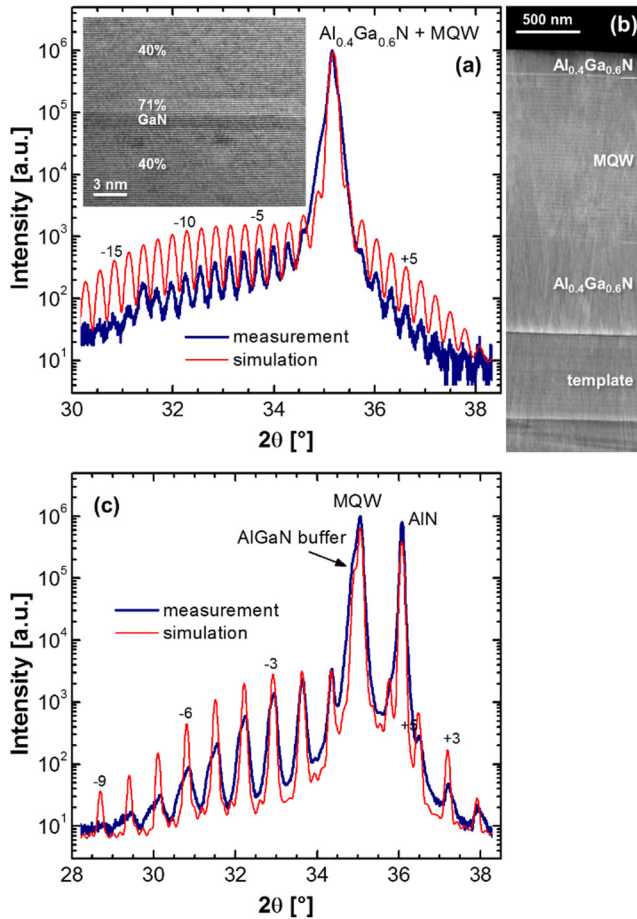 Al0.4Ga0.6N + MQW
(a)
40%
71%
GaN
40%
3 nm
-15
-10
-5
+5
measurement
simulation
Intensity [a.u.]
10^6
10^5
10^4
10^3
10^2
10^1
30 32 34 36 38
2θ [°]
500 nm
(b)
Al0.4Ga0.6N
MQW
Al0.4Ga0.6N
template
(c)
MQW
AlN
AlGaN buffer
measurement
simulation
-9
-6
-3
+5
+3
Intensity [a.u.]
10^6
10^5
10^4
10^3
10^2
10^1
28 30 32 34 36 38
2θ [°]